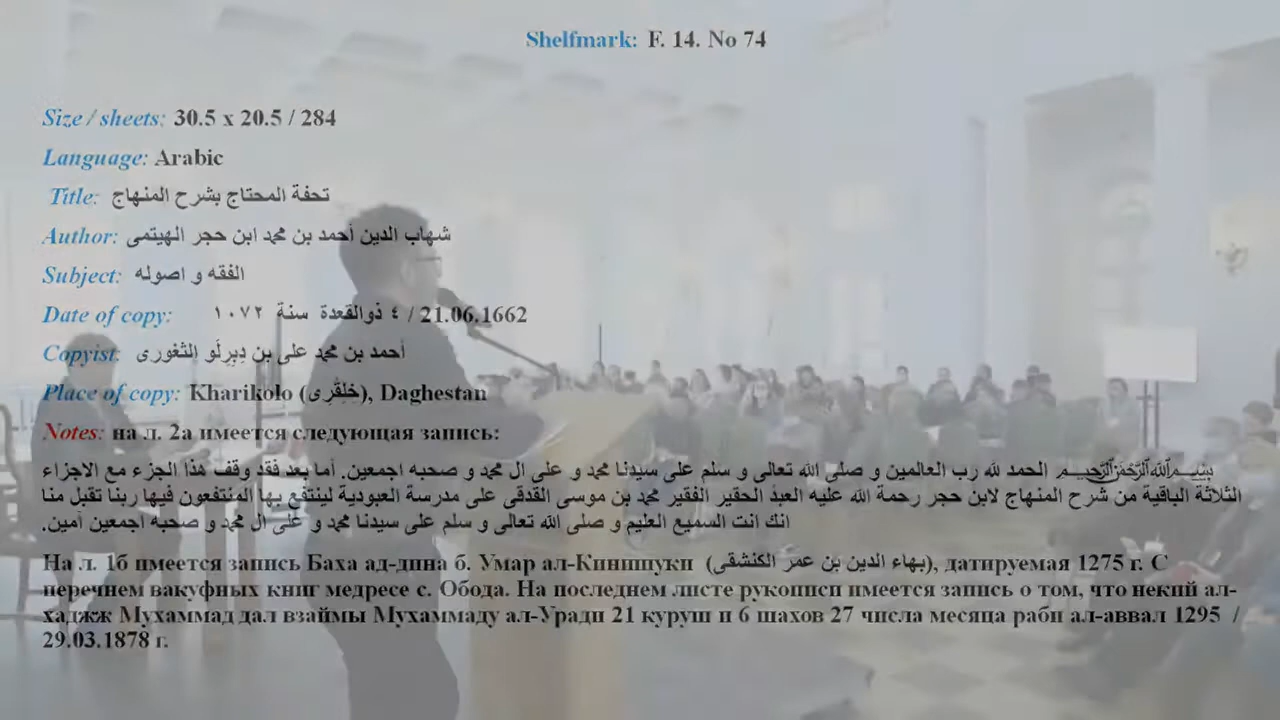 Shelfmark: F. 14. No 74
Size / sheets: 30.5 x 20.5 / 284
Language: Arabic
Title: تحفة المحتاج بشرح المنهاج
Author: شهاب الدين أحمد بن محمد ابن حجر الهيتمى
Subject: الفقه و اصوله
Date of copy: ٤ ذوالقعدة سنة ١٠٧٢ / 21.06.1662
Copyist: أحمد بن محمد على بن دِبِرلَو الثغورى
Place of copy: Kharikolo (خلِقْرِى), Daghestan
Notes: на л. 2а имеется следующая запись:
بسم الله الرحمن الرحيم الحمد لله رب العالمين و صلى الله تعالى و سلم على سيدنا محمد و على ال محمد و صحبه اجمعين. أما بعد فقد وقف هذا الجزء مع الاجزاء
الثلاثة الباقية من شرح المنهاج لابن حجر رحمة الله عليه العبد الحقير الفقير محمد بن موسى القدقى على مدرسة العبودية لينتفع بها المنتفعون فيها ربنا تقبل منا
انك انت السميع العليم و صلى الله تعالى و سلم على سيدنا محمد و على ال محمد و صحبه اجمعين أمين.
На л. 1б имеется запись Баха ад-дина б. Умар ал-Киншшуки (بهاء الدين بن عمر الكنشقى), датируемая 1275 г. С
перечнем вакуфных книг медресе с. Обода. На последнем листе рукописи имеется запись о том, что некий ал-
хаджж Мухаммад дал взаймы Мухаммаду ал-Уради 21 куруш и 6 шахов 27 числа месяца раби ал-аввал 1295 /
29.03.1878 г.